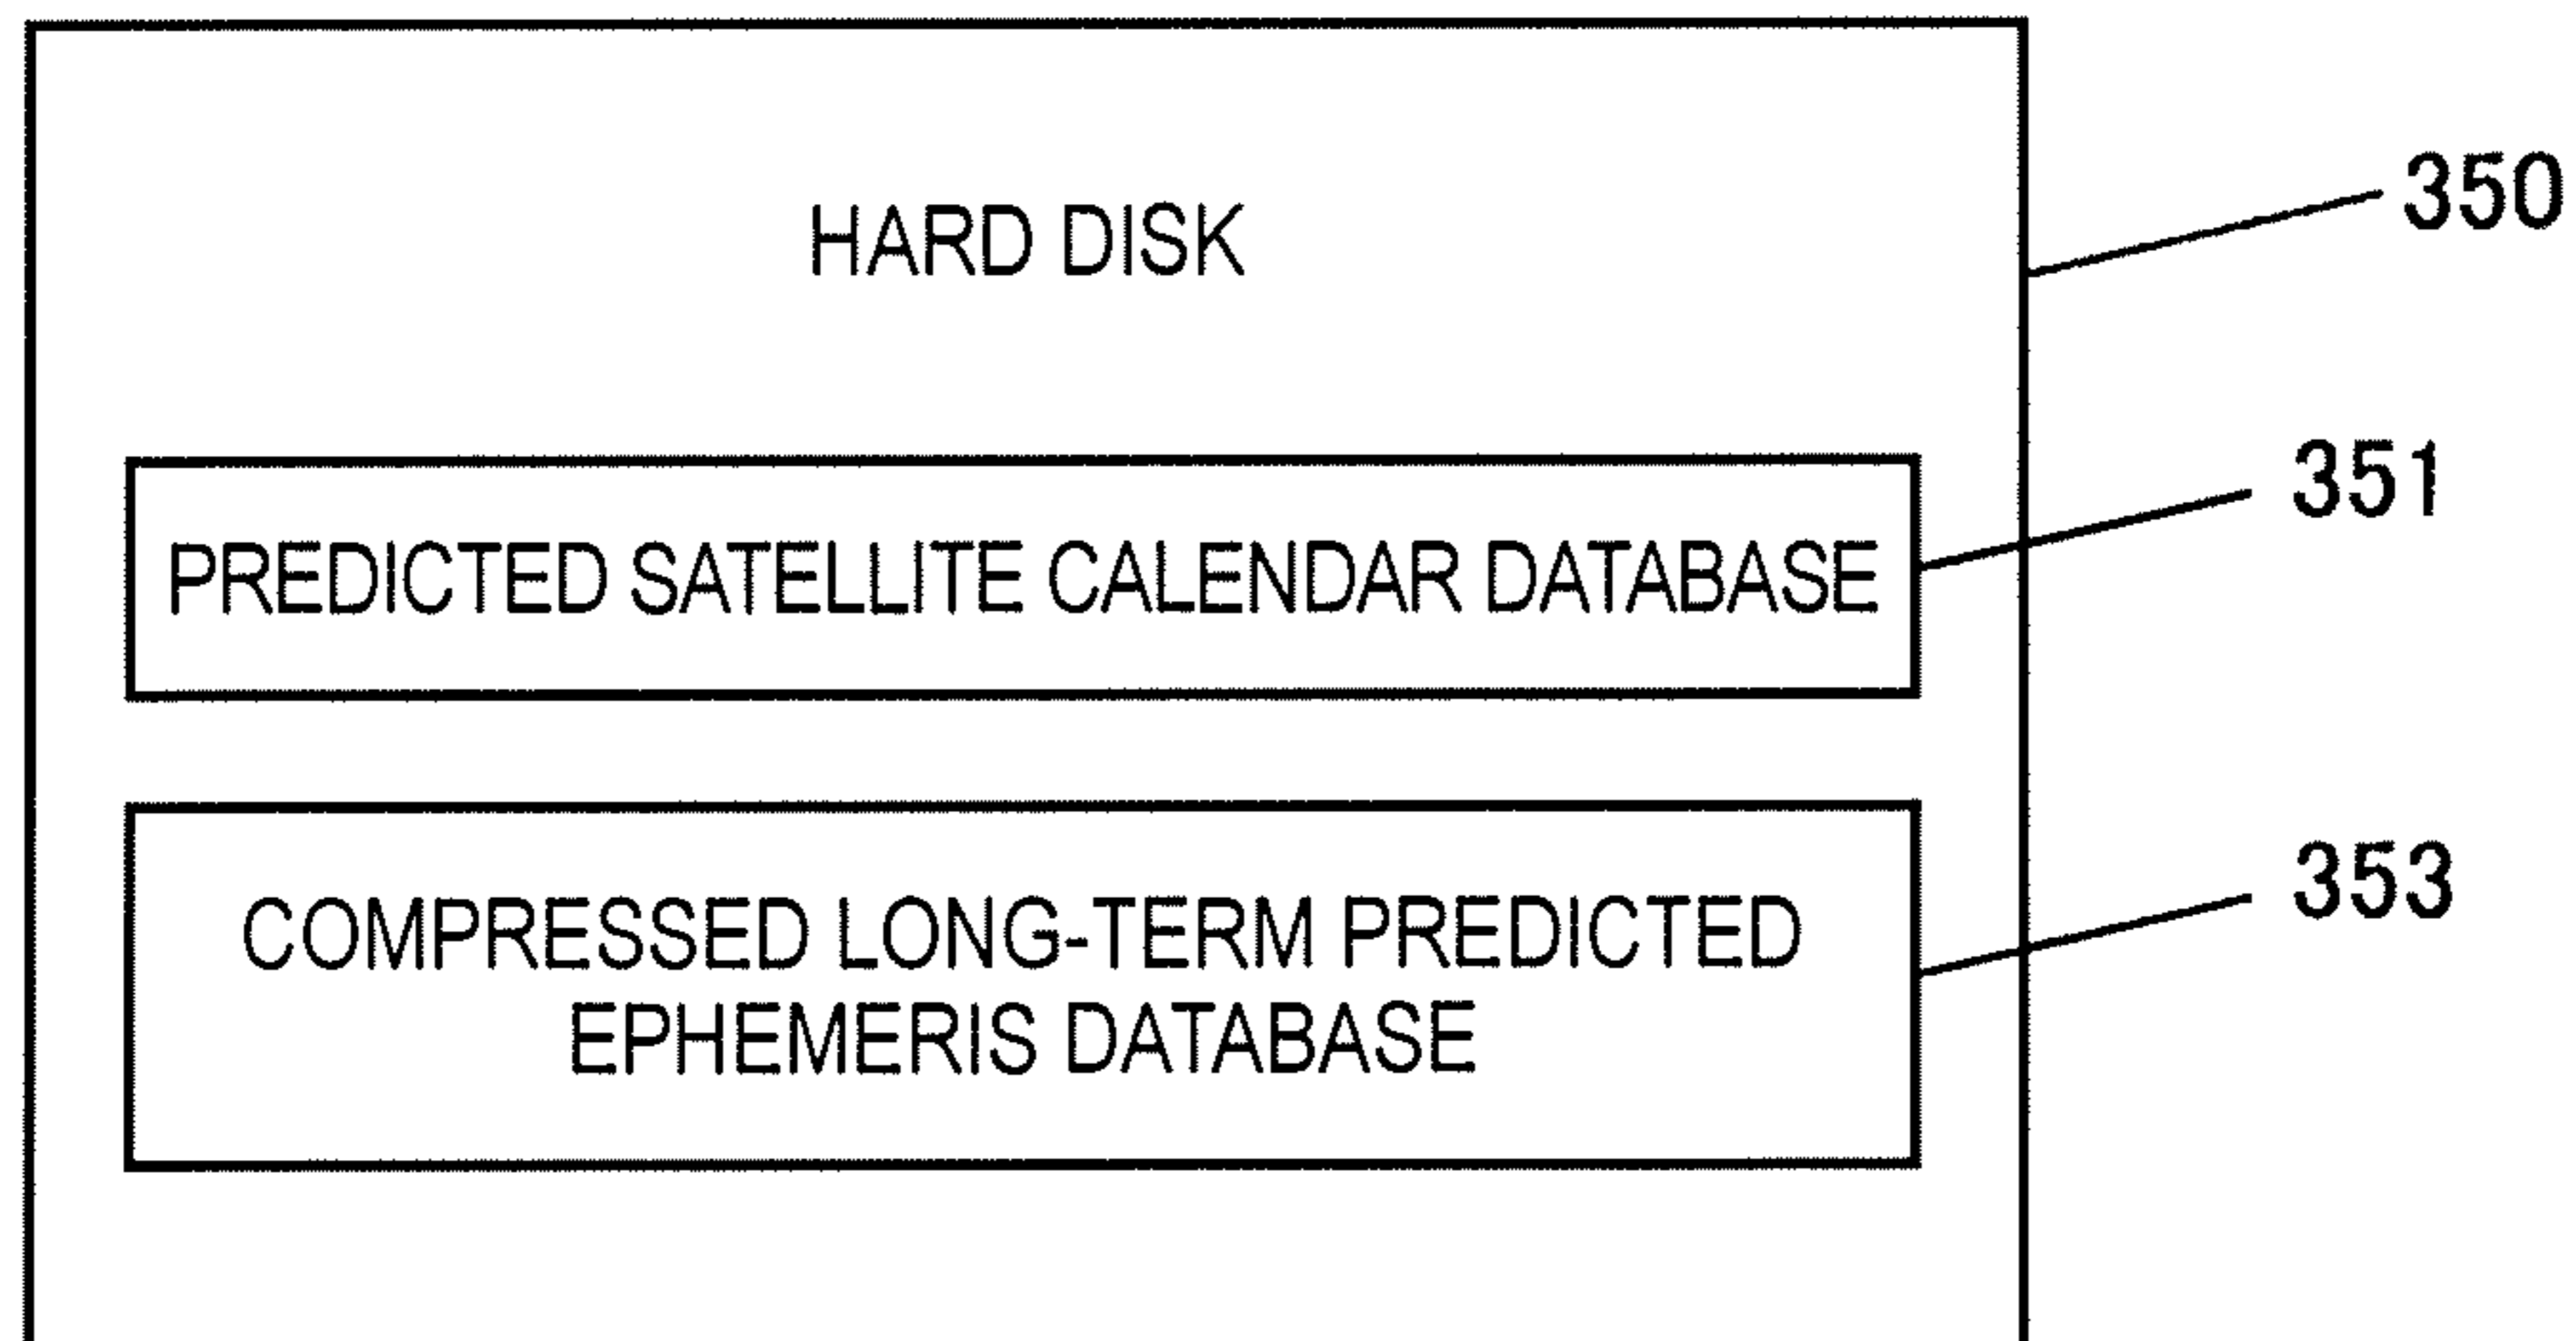 HARD DISK
350
PREDICTED SATELLITE CALENDAR DATABASE
351
COMPRESSED LONG-TERM PREDICTED
EPHEMERIS DATABASE
353